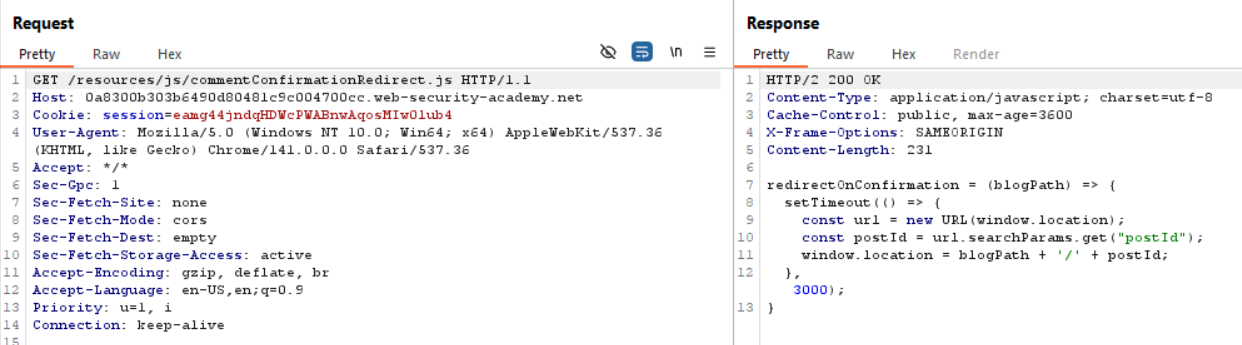 Request
Pretty Raw Hex \n
1 GET /resources/js/commentConfirmationRedirect.js HTTP/1.1
2 Host: 0a8300b303b6490d80481c9c004700cc.web-security-academy.net
3 Cookie: session=eamg44jndqHDWcPWABnwAqosMIwOlub4
4 User-Agent: Mozilla/5.0 (Windows NT 10.0; Win64; x64) AppleWebKit/537.36
(KHTML, like Gecko) Chrome/141.0.0.0 Safari/537.36
5 Accept: */*
6 Sec-Gpc: 1
7 Sec-Fetch-Site: none
8 Sec-Fetch-Mode: cors
9 Sec-Fetch-Dest: empty
10 Sec-Fetch-Storage-Access: active
11 Accept-Encoding: gzip, deflate, br
12 Accept-Language: en-US,en;q=0.9
13 Priority: u=1, i
14 Connection: keep-alive
15
Response
Pretty Raw Hex Render
1 HTTP/2 200 OK
2 Content-Type: application/javascript; charset=utf-8
3 Cache-Control: public, max-age=3600
4 X-Frame-Options: SAMEORIGIN
5 Content-Length: 231
6
7 redirectOnConfirmation = (blogPath) => {
8 setTimeout(() => {
9 const url = new URL(window.location);
10 const postId = url.searchParams.get("postId");
11 window.location = blogPath + '/' + postId;
12 },
3000);
13 }